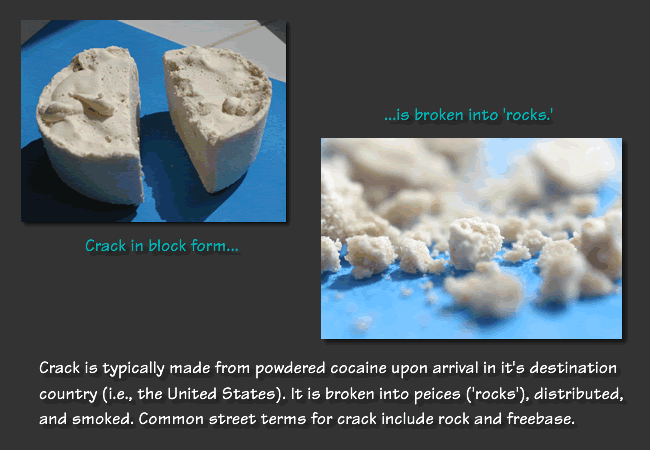 ...is broken into 'rocks.'
Crack in block form...
Crack is typically made from powdered cocaine upon arrival in it's destination
country (i.e., the United States). It is broken into peices ('rocks'), distributed,
and smoked. Common street terms for crack include rock and freebase.